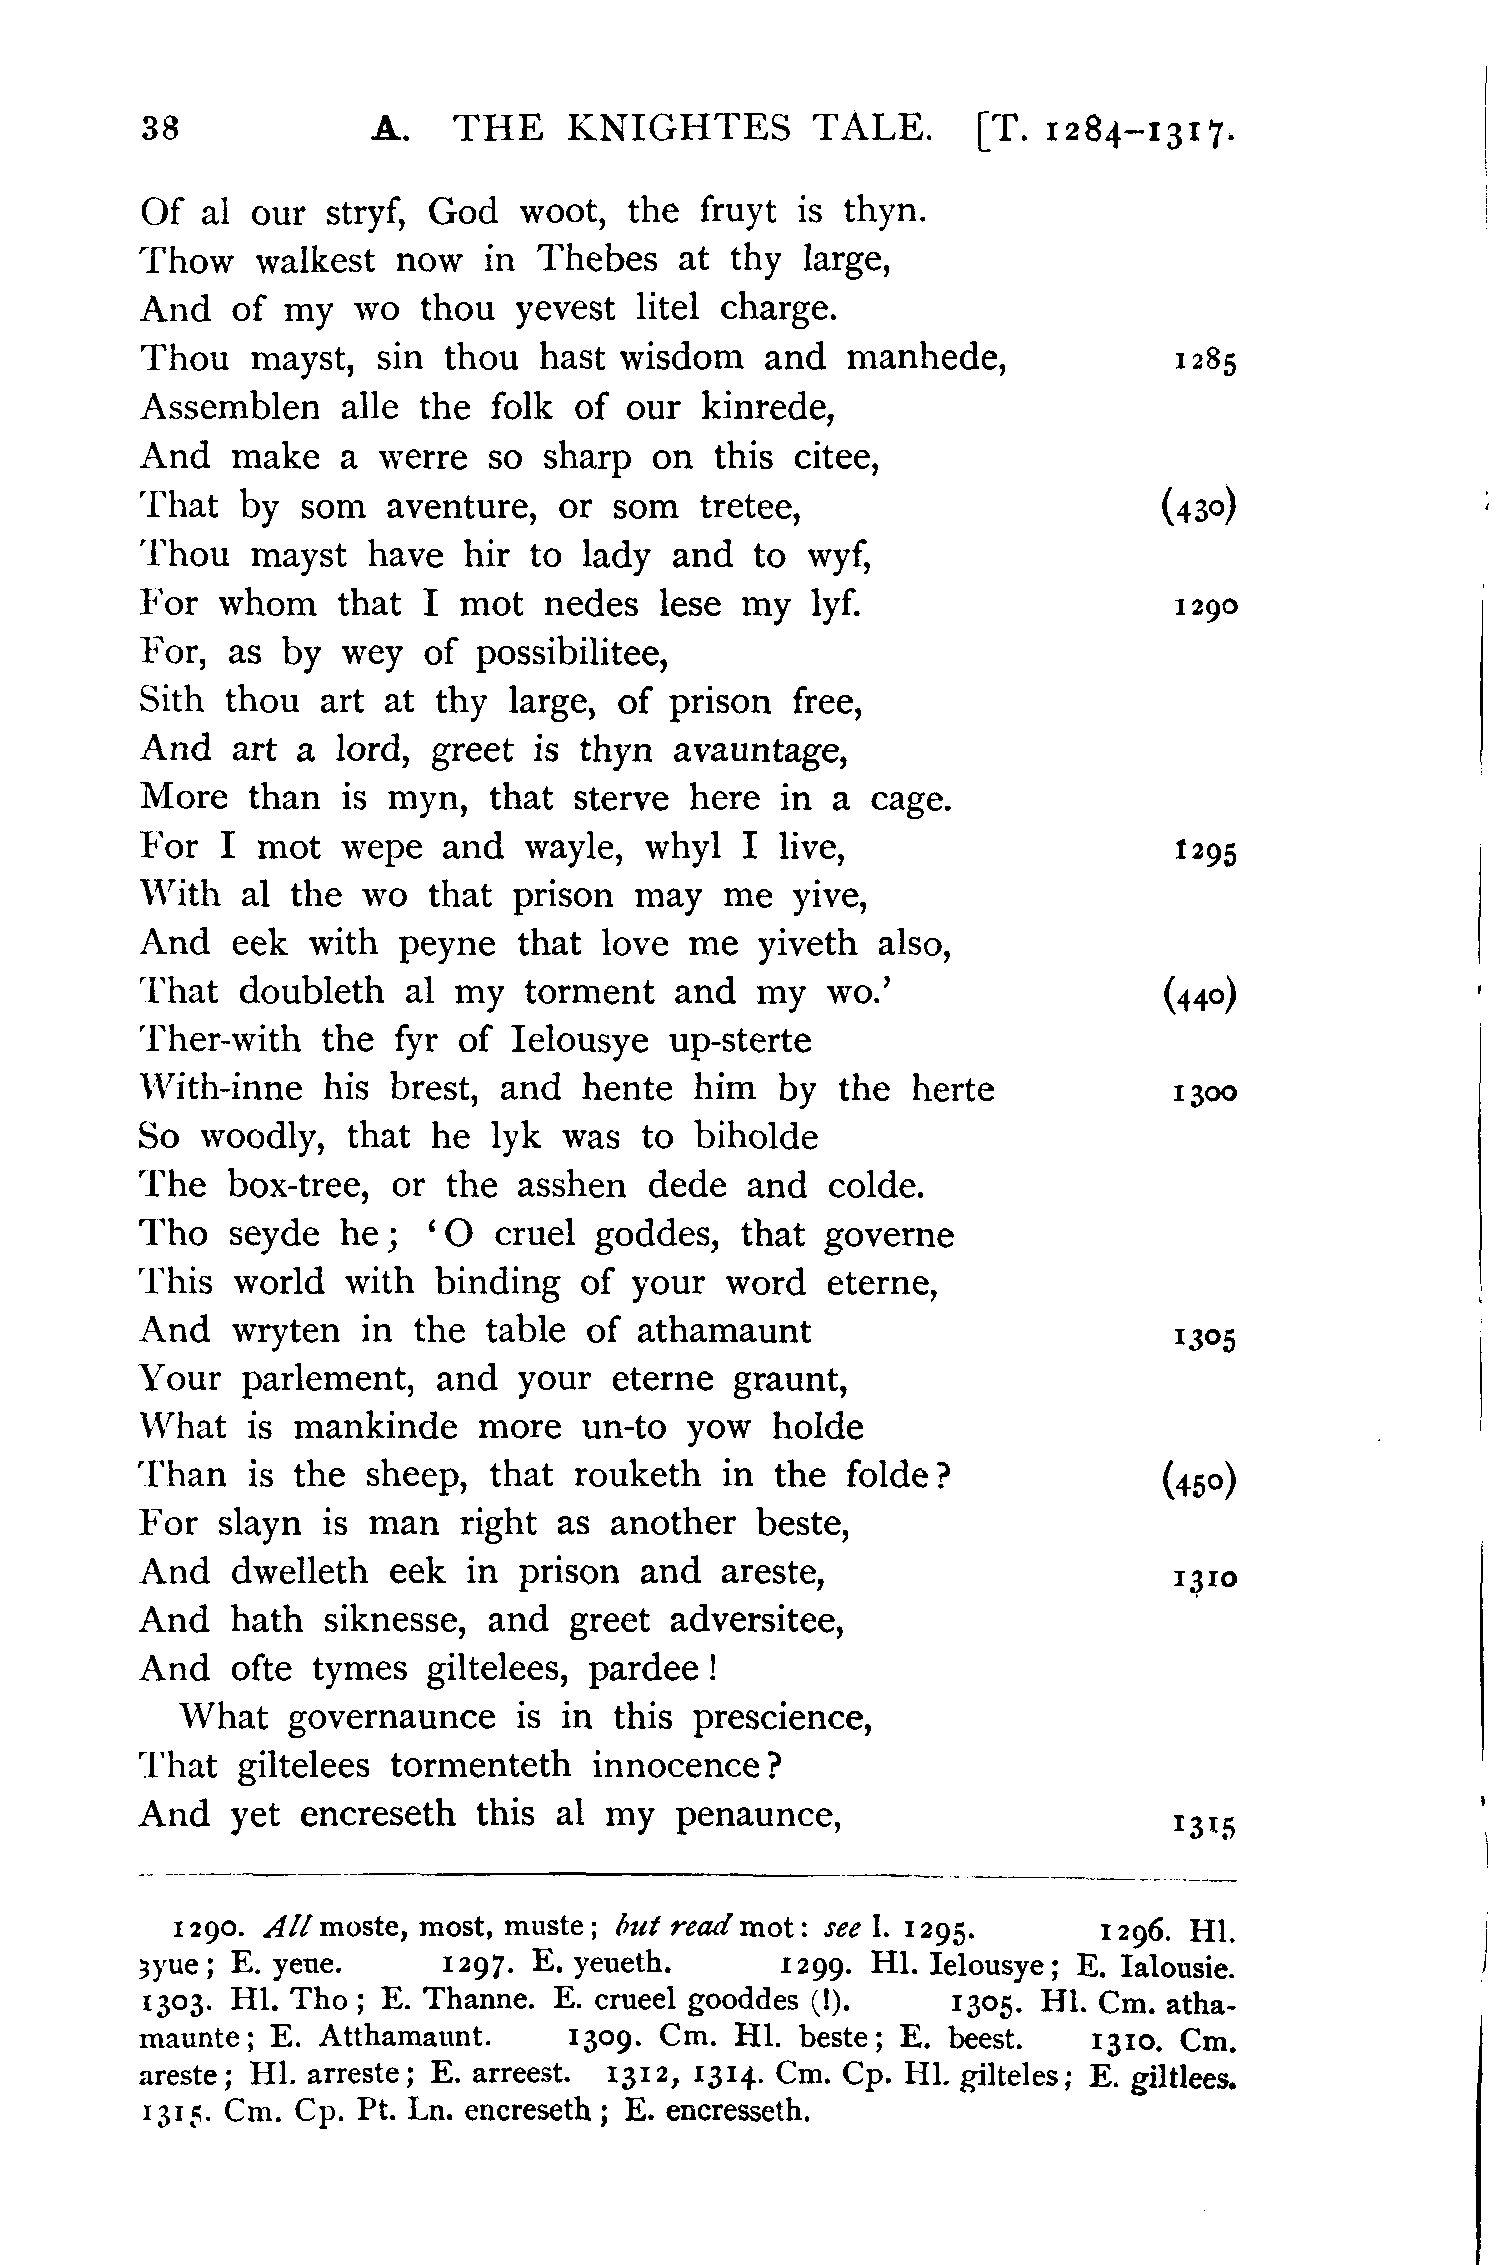 38 A. THE KNIGHTES TALE. [T. 1284–1317.
Of al our stryf, God woot, the fruyt is thyn.
Thow walkest now in Thebes at thy large,
And of my wo thou yevest litel charge.
Thou mayst, sin thou hast wisdom and manhede, 1285
Assemblen alle the folk of our kinrede,
And make a werre so sharp on this citee,
That by som aventure, or som tretee, (430)
Thou mayst have hir to lady and to wyf,
For whom that I mot nedes lese my lyf. 1290
For, as by wey of possibilitee,
Sith thou art at thy large, of prison free,
And art a lord, greet is thyn avauntage,
More than is myn, that sterve here in a cage.
For I mot wepe and wayle, whyl I live, 1295
With al the wo that prison may me yive,
And eek with peyne that love me yiveth also,
That doubleth al my torment and my wo.’ (440)
Ther-with the fyr of Ielousye up-sterte
With-inne his brest, and hente him by the herte 1300
So woodly, that he lyk was to biholde
The box-tree, or the asshen dede and colde.
Tho seyde he; ‘O cruel goddes, that governe
This world with binding of your word eterne,
And wryten in the table of athamaunt 1305
Your parlement, and your eterne graunt,
What is mankinde more un-to yow holde
Than is the sheep, that rouketh in the folde? (450)
For slayn is man right as another beste,
And dwelleth eek in prison and areste, 1310
And hath siknesse, and greet adversitee,
And ofte tymes giltelees, pardee!
What governaunce is in this prescience,
That giltelees tormenteth innocence?
And yet encreseth this al my penaunce, 1315
1290. All moste, most, muste; but read mot: see l. 1295. 1296. Hl.
ȝyue; E. yeue. 1297. E. yeueth. 1299. Hl. Ielousye; E. Ialousie.
1303. Hl. Tho; E. Thanne. E. crueel gooddes (!). 1305. Hl. Cm. atha-
maunte; E. Atthamaunt. 1309. Cm. Hl. beste; E. beest. 1310. Cm.
areste; Hl. arreste; E. arreest. 1312, 1314. Cm. Cp. Hl. gilteles; E. giltlees.
1315. Cm. Cp. Pt. Ln. encreseth; E. encresseth.